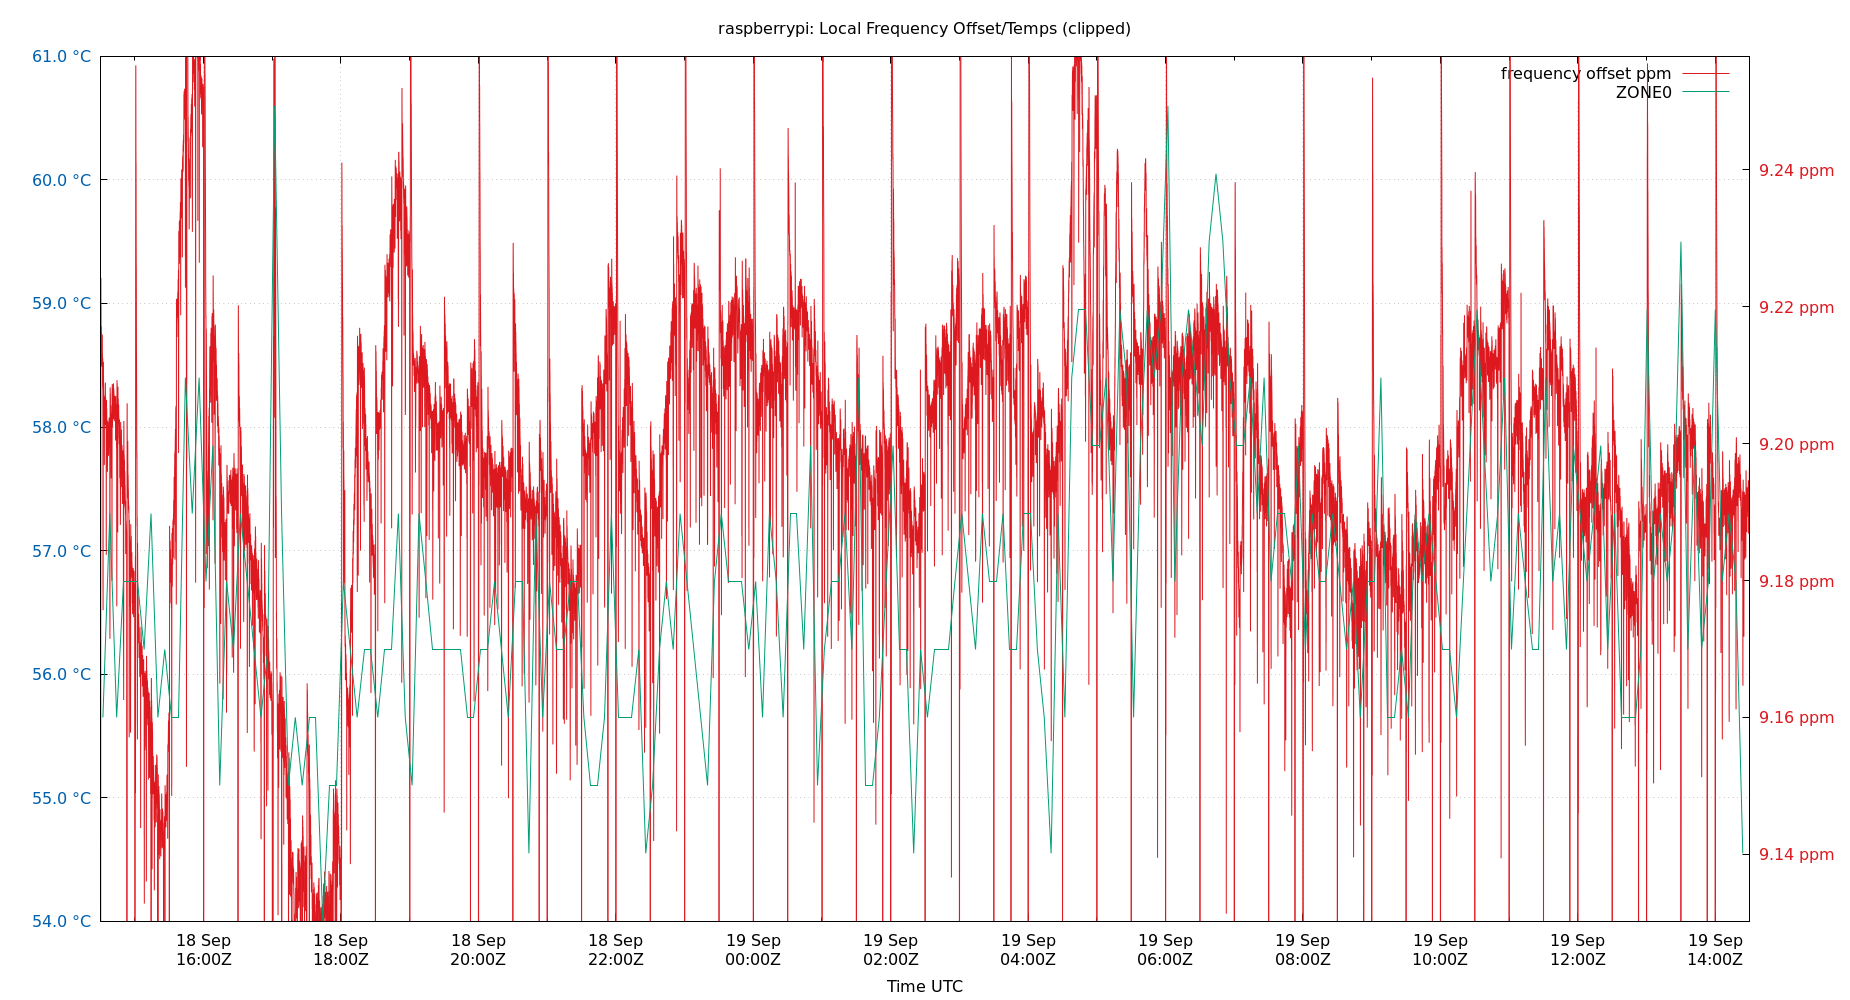 raspberrypi: Local Frequency Offset/Temps (clipped)
frequency offset ppm
ZONE0
61.0 °C
60.0 °C
59.0 °C
58.0 °C
57.0 °C
56.0 °C
55.0 °C
54.0 °C
9.24 ppm
9.22 ppm
9.20 ppm
9.18 ppm
9.16 ppm
9.14 ppm
18 Sep 18 Sep 18 Sep 18 Sep 19 Sep 19 Sep 19 Sep 19 Sep 19 Sep 19 Sep 19 Sep 19 Sep
16:00Z 18:00Z 20:00Z 22:00Z 00:00Z 02:00Z 04:00Z 06:00Z 08:00Z 10:00Z 12:00Z 14:00Z
Time UTC